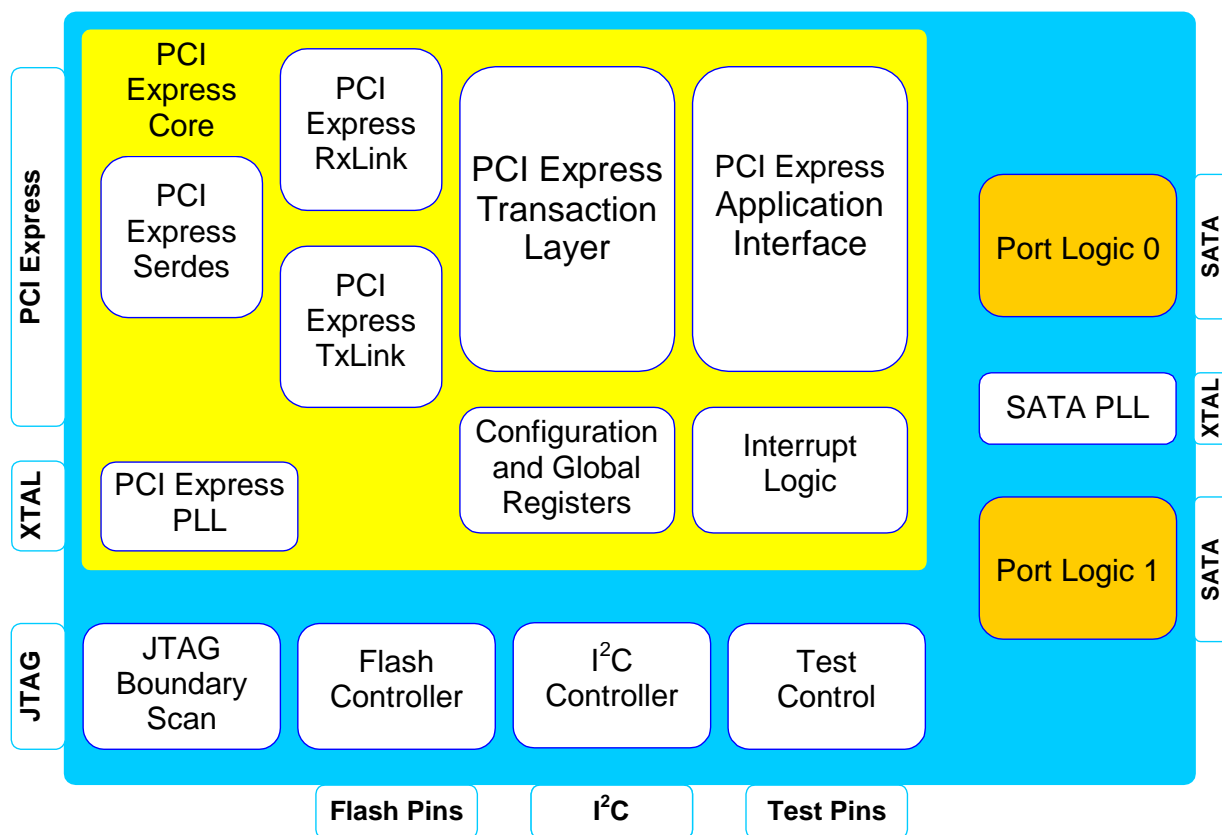 PCI
Express
Core
PCI
Express
RxLink
PCI
Express
Serdes
PCI
Express
TxLink
PCI Express
Transaction
Layer
PCI Express
Application
Interface
PCI Express
PLL
Configuration
and Global
Registers
Interrupt
Logic
Port Logic 0
SATA PLL
Port Logic 1
JTAG
Boundary
Scan
Flash
Controller
I²C
Controller
Test
Control
PCI Express
XTAL
JTAG
SATA
XTAL
SATA
Flash Pins
I²C
Test Pins